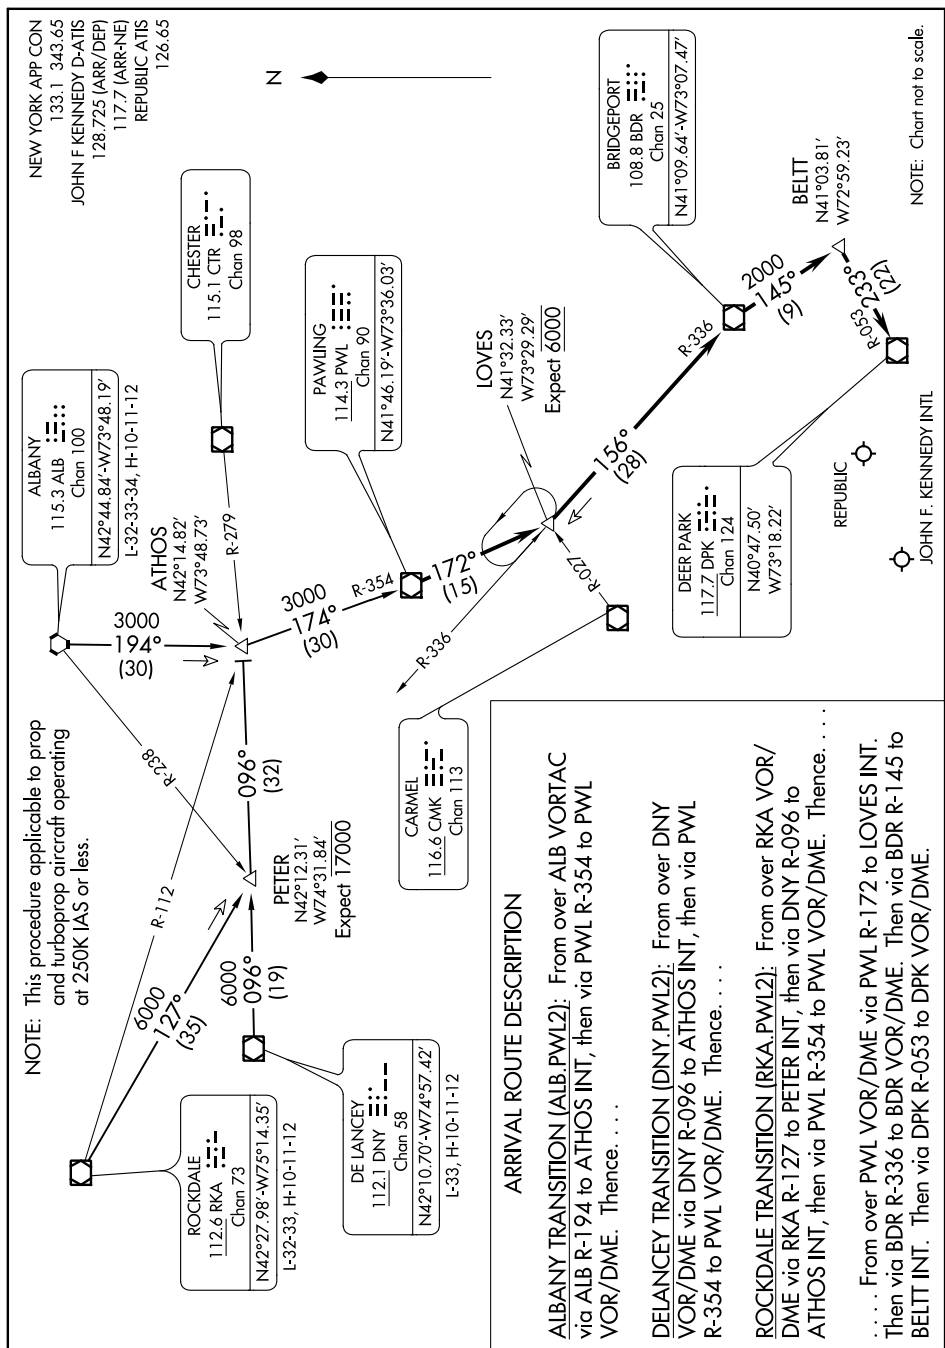 NEW YORK APP CON
133.1 343.65
JOHN F KENNEDY D-ATIS
128.725 (ARR/DEP)
117.7 (ARR-NE)
REPUBLIC ATIS
126.65
NOTE: This procedure applicable to prop
and turboprop aircraft operating
at 250K IAS or less.
N
ALBANY
115.3 ALB
Chan 100
N42°44.84'-W73°48.19'
L-32-33-34, H-10-11-12
CHESTER
115.1 CTR
Chan 98
3000
194°
(30)
R-238
R-279
ATHOS
N42°14.82'
W73°48.73'
ROCKDALE
112.6 RKA
Chan 73
N42°27.98'-W75°14.35'
L-32-33, H-10-11-12
R-112
6000
127°
(35)
6000
096°
(19)
PETER
N42°12.31'
W74°31.84'
Expect 17000
096°
(32)
DE LANCEY
112.1 DNY
Chan 58
N42°10.70'-W74°57.42'
L-33, H-10-11-12
3000
174°
(30)
R-354
PAWLING
114.3 PWL
Chan 90
N41°46.19'-W73°36.03'
172°
(15)
R-336
LOVES
N41°32.33'
W73°29.29'
Expect 6000
R-027
CARMEL
116.6 CMK
Chan 113
156°
(28)
R-336
BRIDGEPORT
108.8 BDR
Chan 25
N41°09.64'-W73°07.47'
2000
145°
(9)
BELTT
N41°03.81'
W72°59.23'
R-053
233°
(22)
DEER PARK
117.7 DPK
Chan 124
N40°47.50'
W73°18.22'
REPUBLIC
JOHN F. KENNEDY INTL
NOTE: Chart not to scale.
ARRIVAL ROUTE DESCRIPTION
ALBANY TRANSITION (ALB.PWL2): From over ALB VORTAC
via ALB R-194 to ATHOS INT, then via PWL R-354 to PWL
VOR/DME. Thence. . . .
DELANCEY TRANSITION (DNY.PWL2): From over DNY
VOR/DME via DNY R-096 to ATHOS INT, then via PWL
R-354 to PWL VOR/DME. Thence. . . .
ROCKDALE TRANSITION (RKA.PWL2): From over RKA VOR/
DME via RKA R-127 to PETER INT, then via DNY R-096 to
ATHOS INT, then via PWL R-354 to PWL VOR/DME. Thence. . . .
. . . . From over PWL VOR/DME via PWL R-172 to LOVES INT.
Then via BDR R-336 to BDR VOR/DME. Then via BDR R-145 to
BELTT INT. Then via DPK R-053 to DPK VOR/DME.